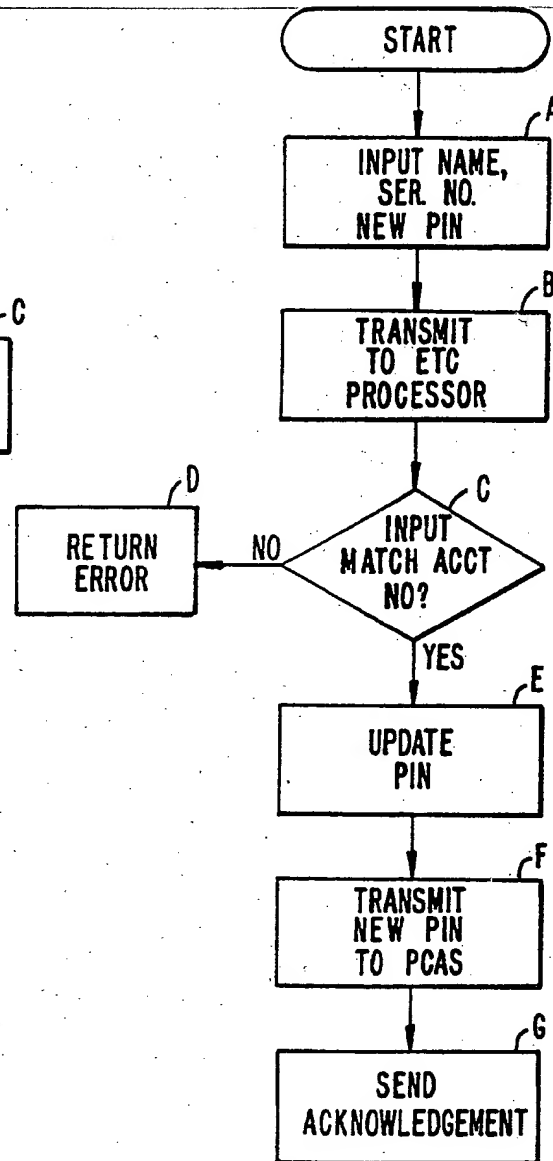 START
A
INPUT NAME,
SER. NO.
NEW PIN
B
TRANSMIT
TO ETC
PROCESSOR
C
C
INPUT
MATCH ACCT
NO?
D
RETURN
ERROR
NO
YES
E
UPDATE
PIN
F
TRANSMIT
NEW PIN
TO PCAS
G
SEND
ACKNOWLEDGEMENT